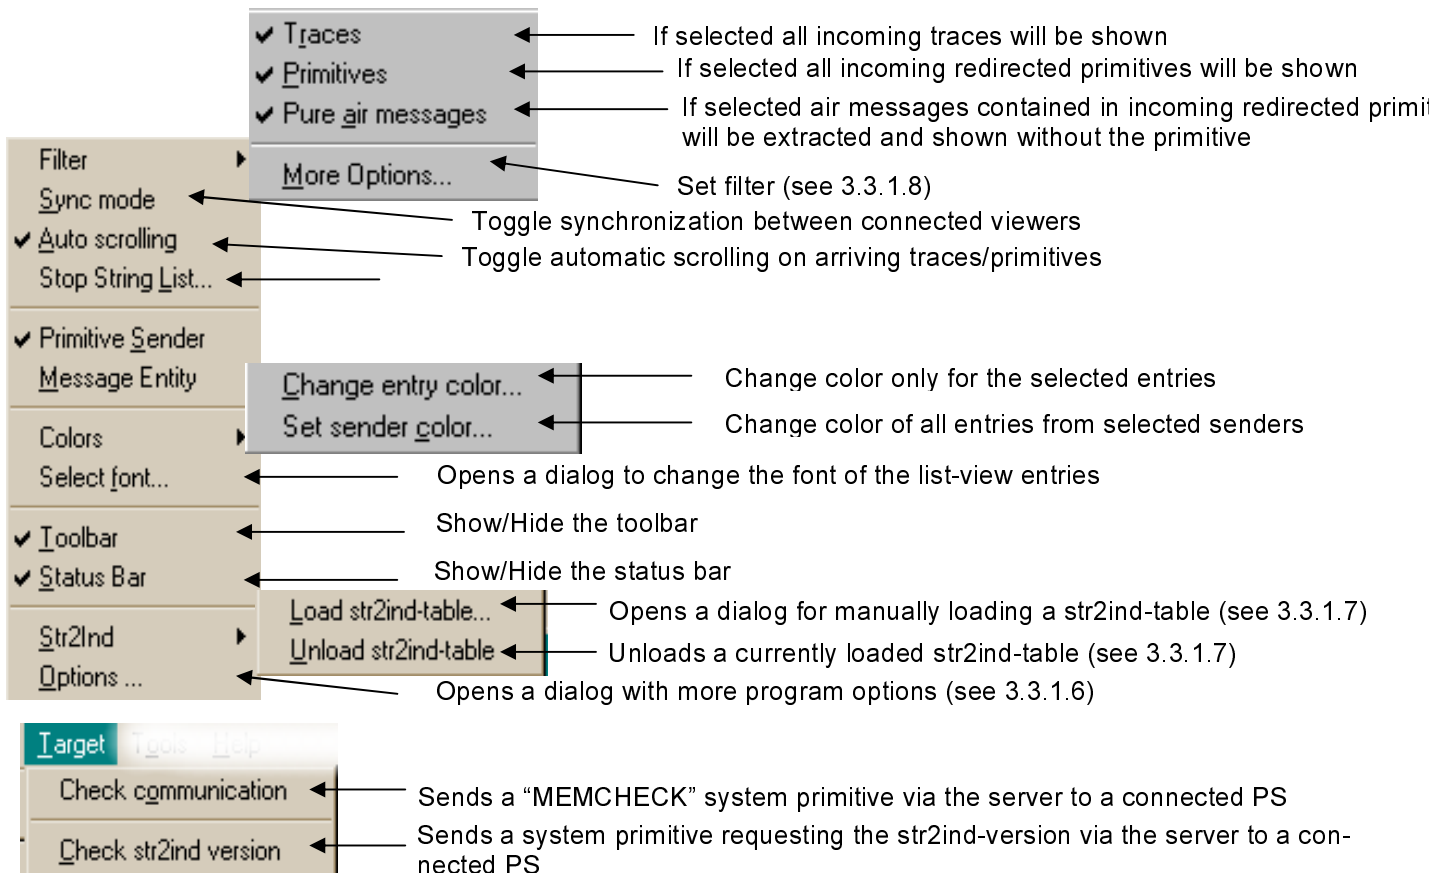 Traces If selected all incoming traces will be shown
Primitives If selected all incoming redirected primitives will be shown
Pure air messages If selected air messages contained in incoming redirected primit
will be extracted and shown without the primitive
Filter
More Options... Set filter (see 3.3.1.8)
Sync mode Toggle synchronization between connected viewers
Auto scrolling Toggle automatic scrolling on arriving traces/primitives
Stop String List...
Primitive Sender
Message Entity
Change entry color... Change color only for the selected entries
Set sender color... Change color of all entries from selected senders
Colors
Select font... Opens a dialog to change the font of the list-view entries
Toolbar Show/Hide the toolbar
Status Bar Show/Hide the status bar
Load str2ind-table... Opens a dialog for manually loading a str2ind-table (see 3.3.1.7)
Str2Ind
Unload str2ind-table Unloads a currently loaded str2ind-table (see 3.3.1.7)
Options ... Opens a dialog with more program options (see 3.3.1.6)
Target Tools Help
Check communication Sends a “MEMCHECK” system primitive via the server to a connected PS
Check str2ind version Sends a system primitive requesting the str2ind-version via the server to a con-
nected PS